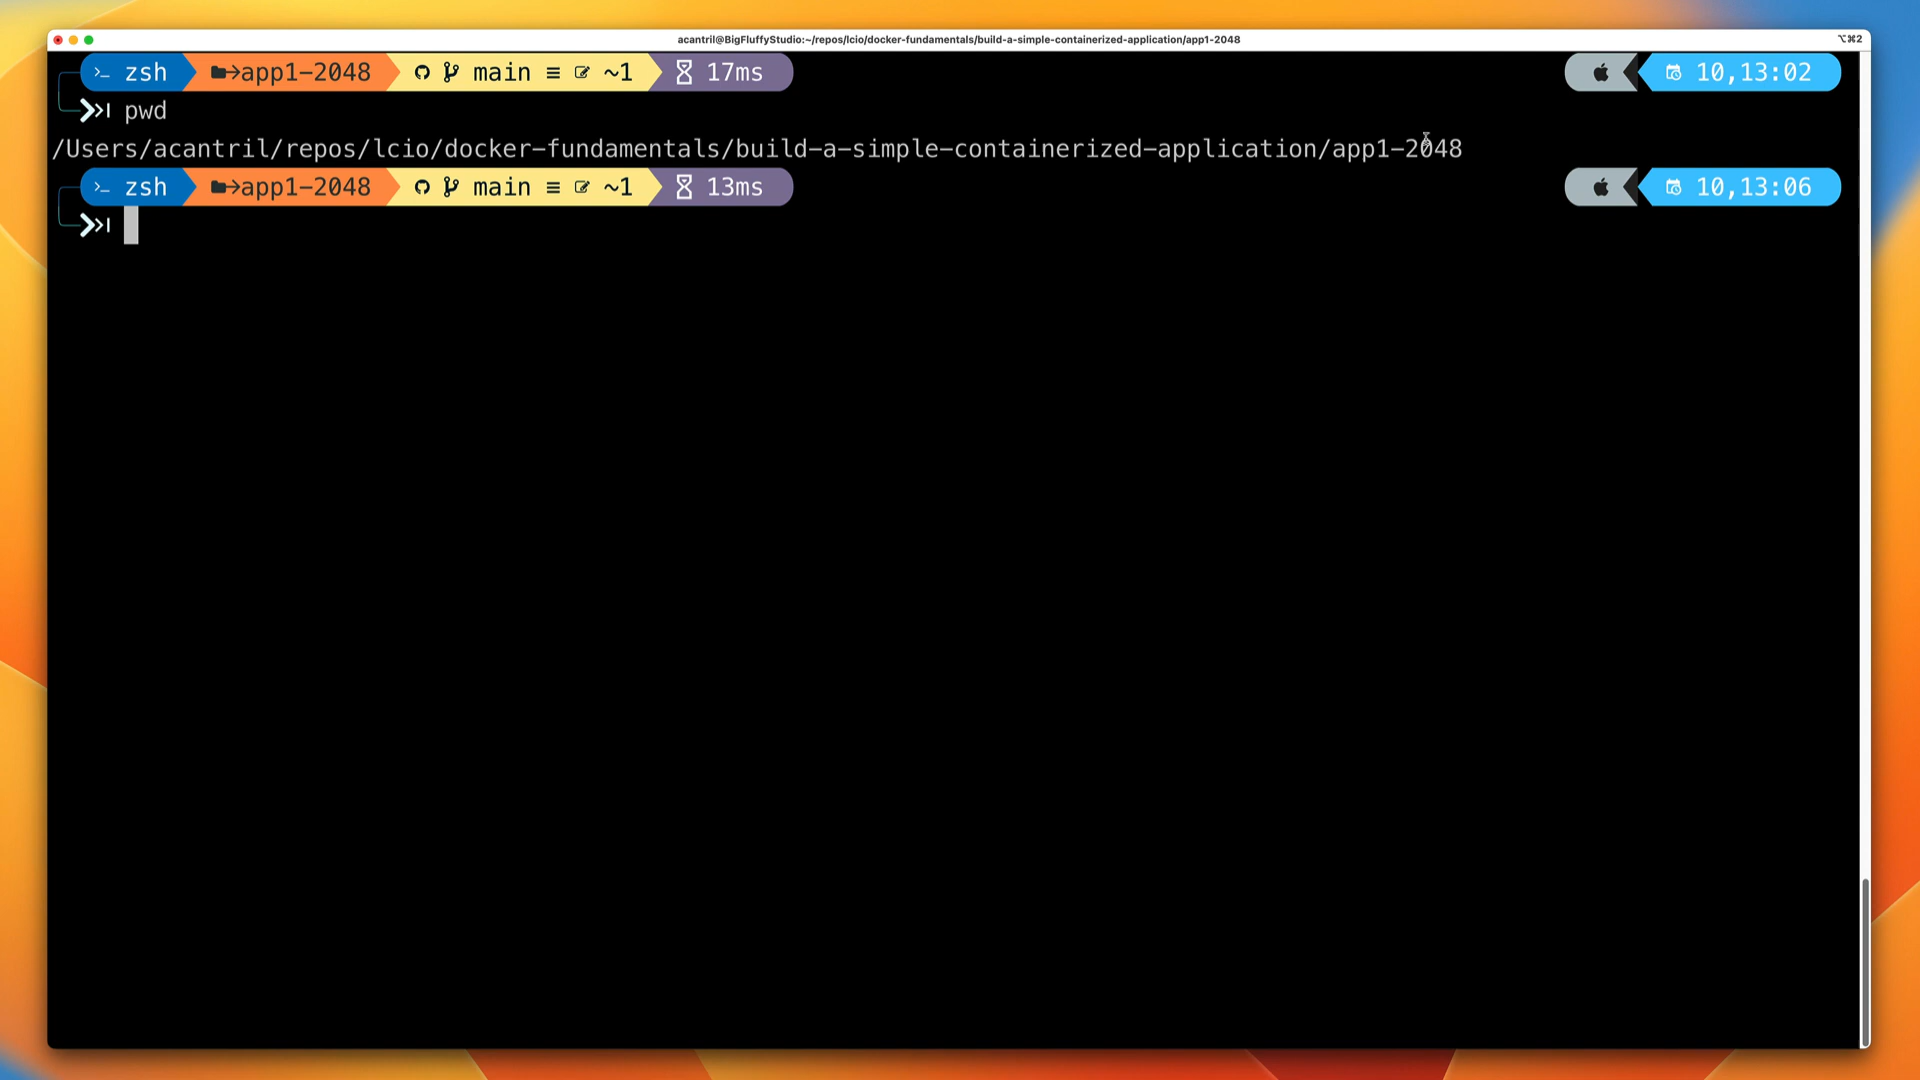 acantril@BigFluffyStudio:~/repos/lcio/docker-fundamentals/build-a-simple-containerized-application/app1-2048 ⌥⌘2
>_ zsh →app1-2048 main ≡ ~1 17ms 10,13:02
pwd
/Users/acantril/repos/lcio/docker-fundamentals/build-a-simple-containerized-application/app1-2048
>_ zsh →app1-2048 main ≡ ~1 13ms 10,13:06